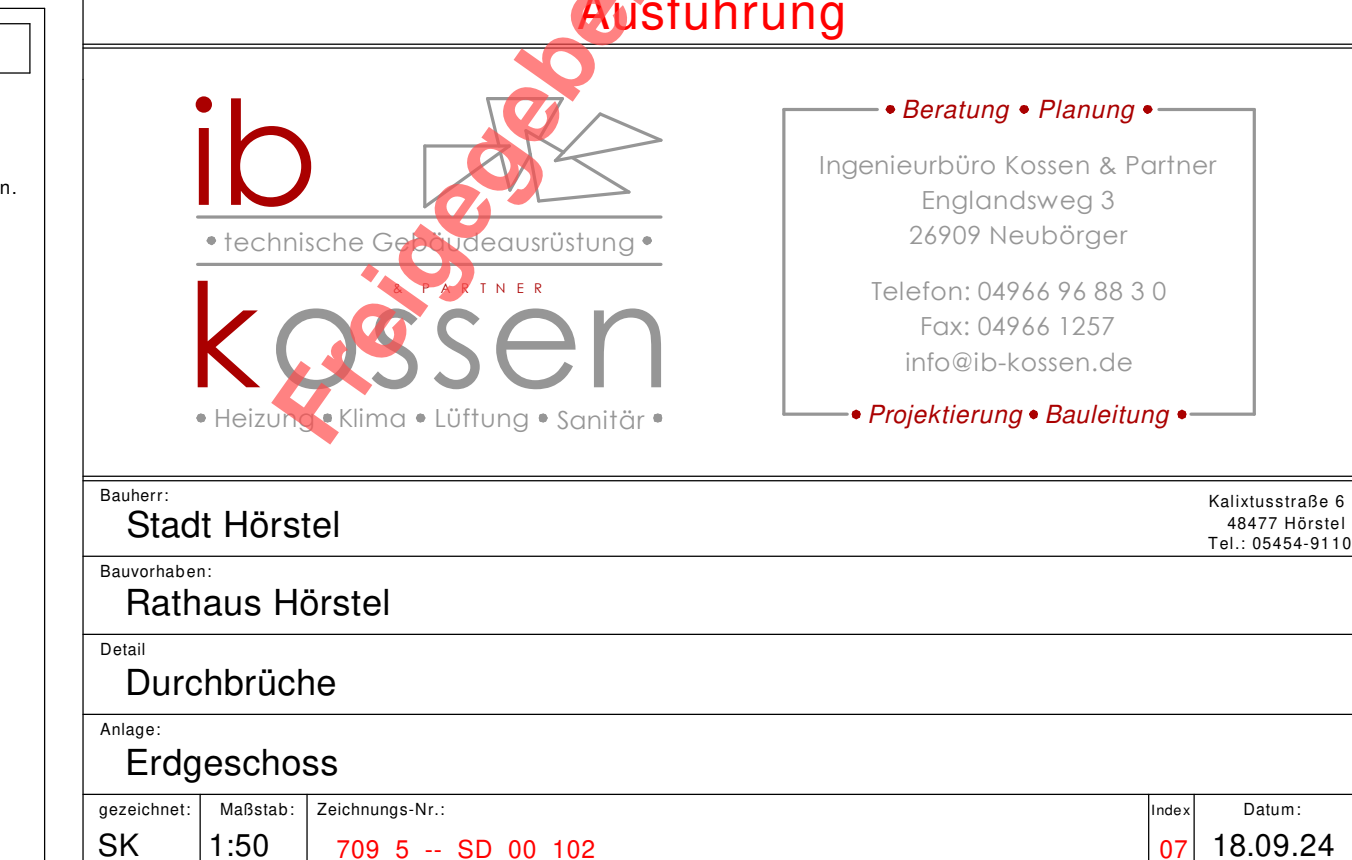 Ausführung
n.
ib
• technische Gebäudeausrüstung •
& PARTNER
kossen
• Heizung • Klima • Lüftung • Sanitär •
• Beratung • Planung •
Ingenieurbüro Kossen & Partner
Englandsweg 3
26909 Neubörger
Telefon: 04966 96 88 3 0
Fax: 04966 1257
info@ib-kossen.de
• Projektierung • Bauleitung •
Bauherr:
Stadt Hörstel
Kalixtusstraße 6
48477 Hörstel
Tel.: 05454-9110
Bauvorhaben:
Rathaus Hörstel
Detail
Durchbrüche
Anlage:
Erdgeschoss
gezeichnet: Maßstab: Zeichnungs-Nr.: Index Datum:
SK 1:50 709 5 -- SD 00 102 07 18.09.24